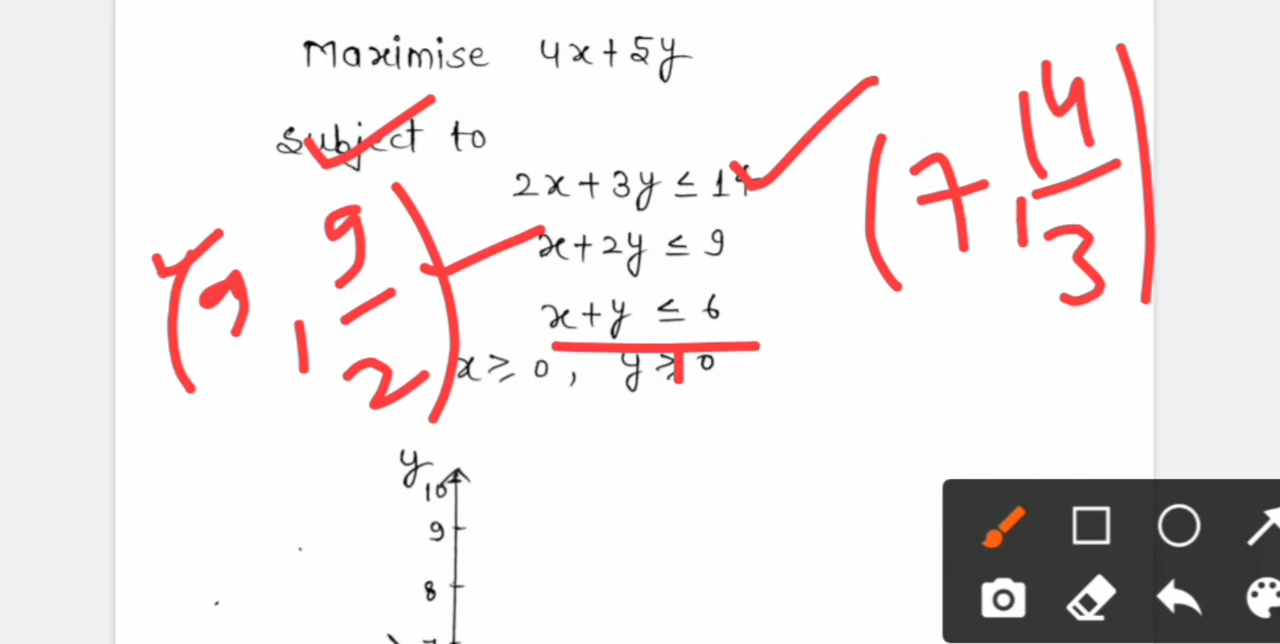 Maximise 4x + 5y
Subject to
2x + 3y ≤ 14
x + 2y ≤ 9
x + y ≤ 6
x ≥ 0, y ≥ 0
(9, 9/2)
(7, 14/3)
y
10
9
8